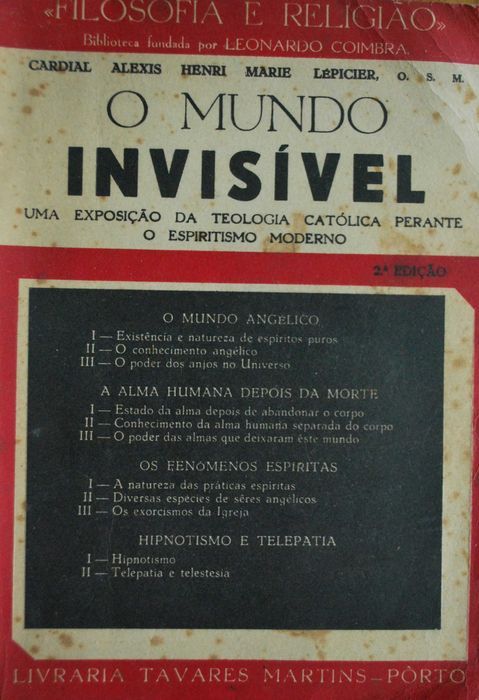 «FILOSOFIA E RELIGIÃO»
Biblioteca fundada por LEONARDO COIMBRA.
CARDIAL ALEXIS HENRI MARIE LÉPICIER, O. S. M.
O MUNDO
INVISÍVEL
UMA EXPOSIÇÃO DA TEOLOGIA CATÓLICA PERANTE
O ESPIRITISMO MODERNO
2.ª EDIÇÃO
O MUNDO ANGÉLICO
I — Existência e natureza de espíritos puros
II — O conhecimento angélico
III — O poder dos anjos no Universo
A ALMA HUMANA DEPOIS DA MORTE
I — Estado da alma depois de abandonar o corpo
II — Conhecimento da alma humana separada do corpo
III — O poder das almas que deixaram êste mundo
OS FENÓMENOS ESPIRITAS
I — A natureza das práticas espiritas
II — Diversas espécies de sêres angélicos
III — Os exorcismos da Igreja
HIPNOTISMO E TELEPATIA
I — Hipnotismo
II — Telepatia e telestesia
LIVRARIA TAVARES MARTINS — PÔRTO